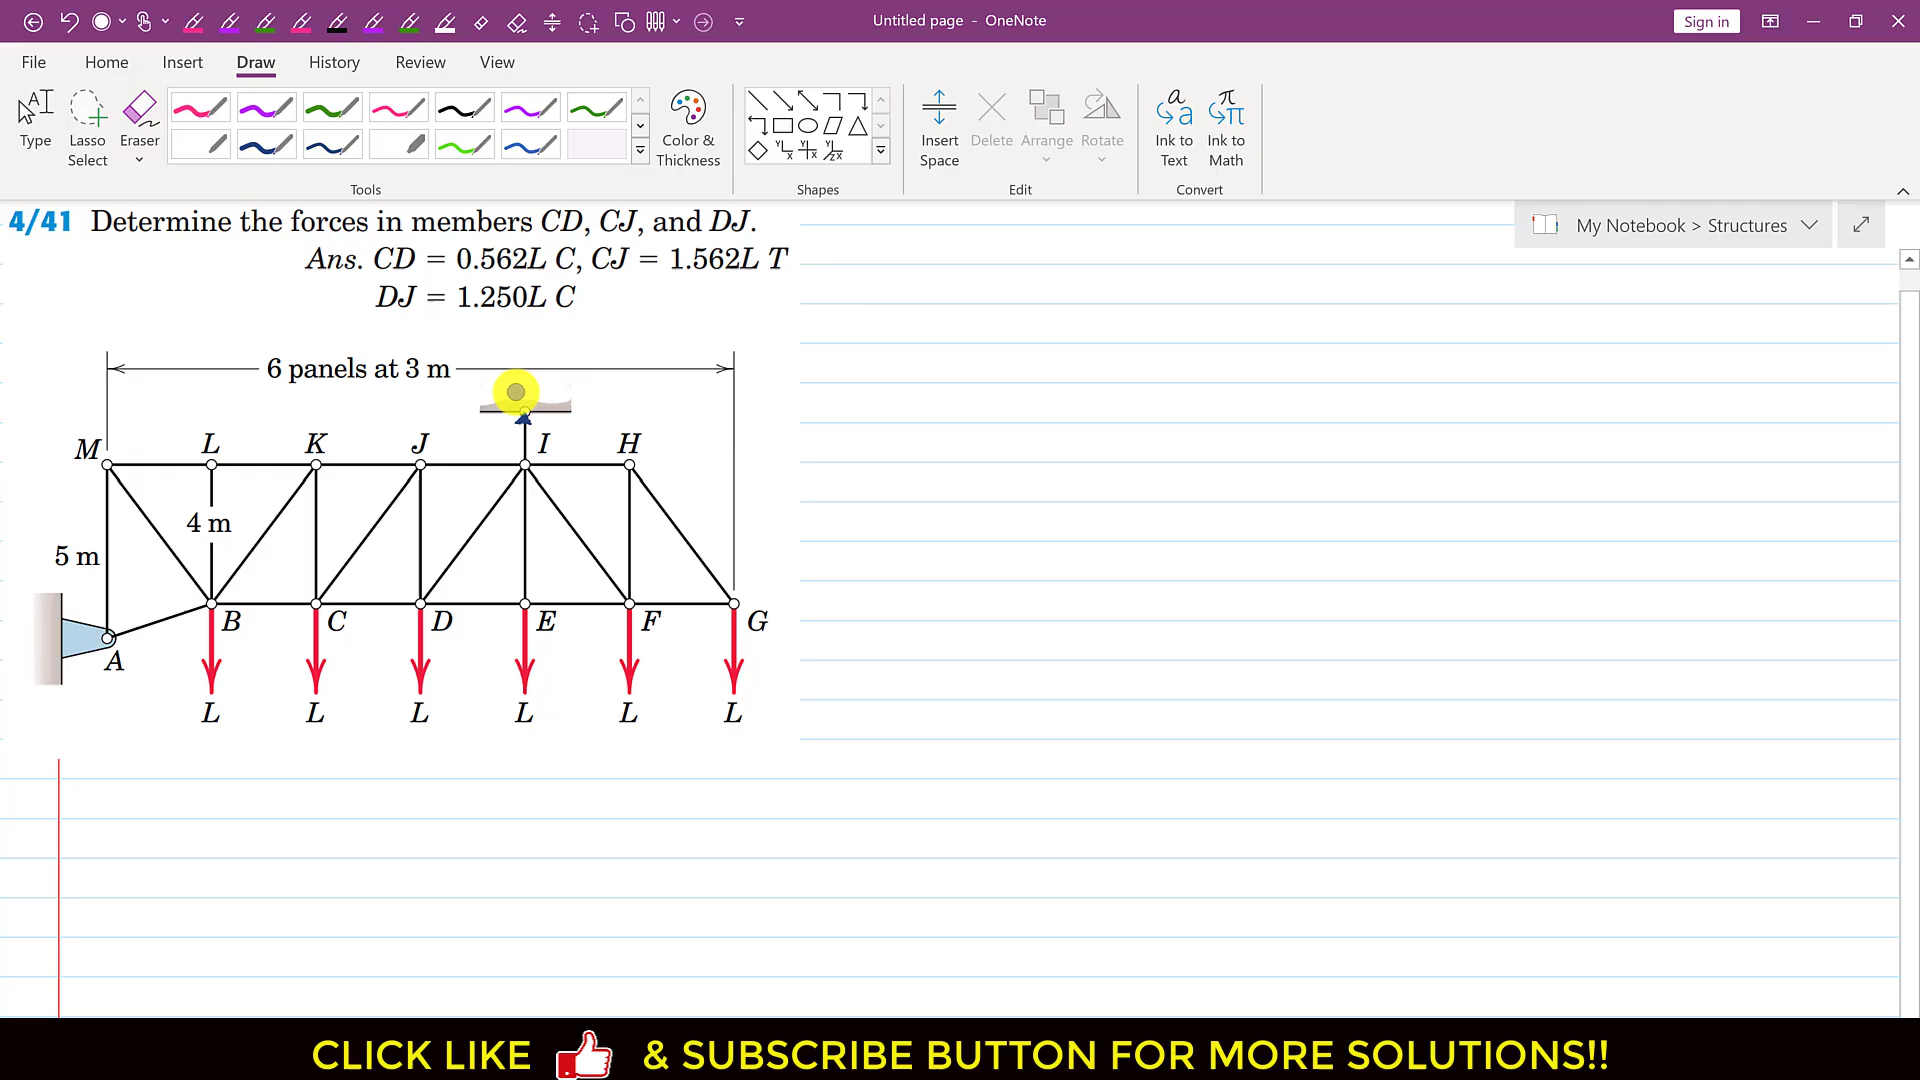 Untitled page - OneNote
Sign in
File Home Insert Draw History Review View
Type
Lasso Select
Eraser
Color & Thickness
Insert Space
Delete
Arrange
Rotate
Ink to Text
Ink to Math
Tools
Shapes
Edit
Convert
My Notebook > Structures
4/41 Determine the forces in members CD, CJ, and DJ.
Ans. CD = 0.562L C, CJ = 1.562L T
DJ = 1.250L C
6 panels at 3 m
M L K J I H
4 m
5 m
B C D E F G
A
L L L L L L
CLICK LIKE & SUBSCRIBE BUTTON FOR MORE SOLUTIONS!!